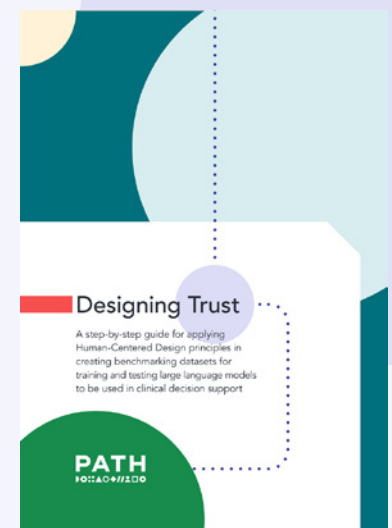 Designing Trust
A step-by-step guide for applying
Human-Centered Design principles in
creating benchmarking datasets for
training and testing large language models
to be used in clinical decision support
PATH